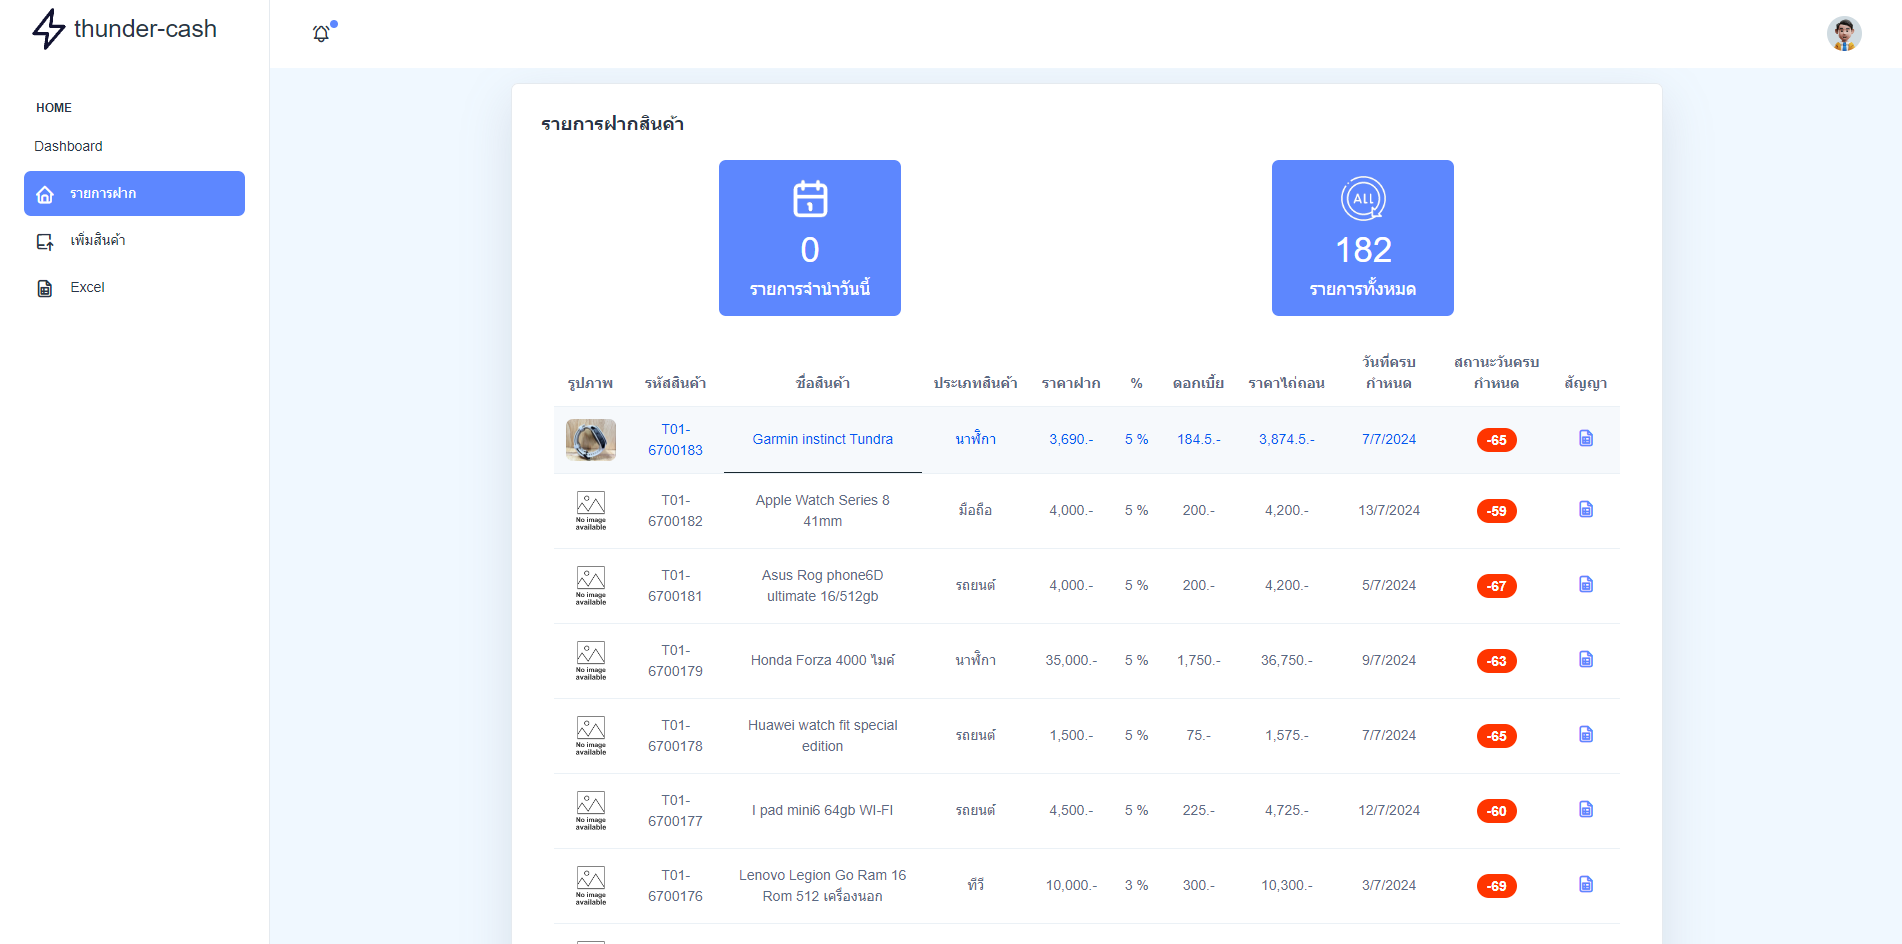 thunder-cash
HOME
Dashboard
รายการฝาก
เพิ่มสินค้า
Excel
รายการฝากสินค้า
0
รายการจำนำวันนี้
ALL
182
รายการทั้งหมด
รูปภาพ รหัสสินค้า ชื่อสินค้า ประเภทสินค้า ราคาฝาก % ดอกเบี้ย ราคาไถ่ถอน วันที่ครบกำหนด สถานะวันครบกำหนด สัญญา
T01-6700183 Garmin instinct Tundra นาฬิกา 3,690.- 5 % 184.5.- 3,874.5.- 7/7/2024 -65
No image available T01-6700182 Apple Watch Series 8 41mm มือถือ 4,000.- 5 % 200.- 4,200.- 13/7/2024 -59
No image available T01-6700181 Asus Rog phone6D ultimate 16/512gb รถยนต์ 4,000.- 5 % 200.- 4,200.- 5/7/2024 -67
No image available T01-6700179 Honda Forza 4000 ไมค์ นาฬิกา 35,000.- 5 % 1,750.- 36,750.- 9/7/2024 -63
No image available T01-6700178 Huawei watch fit special edition รถยนต์ 1,500.- 5 % 75.- 1,575.- 7/7/2024 -65
No image available T01-6700177 I pad mini6 64gb WI-FI รถยนต์ 4,500.- 5 % 225.- 4,725.- 12/7/2024 -60
No image available T01-6700176 Lenovo Legion Go Ram 16 Rom 512 เครื่องนอก ทีวี 10,000.- 3 % 300.- 10,300.- 3/7/2024 -69